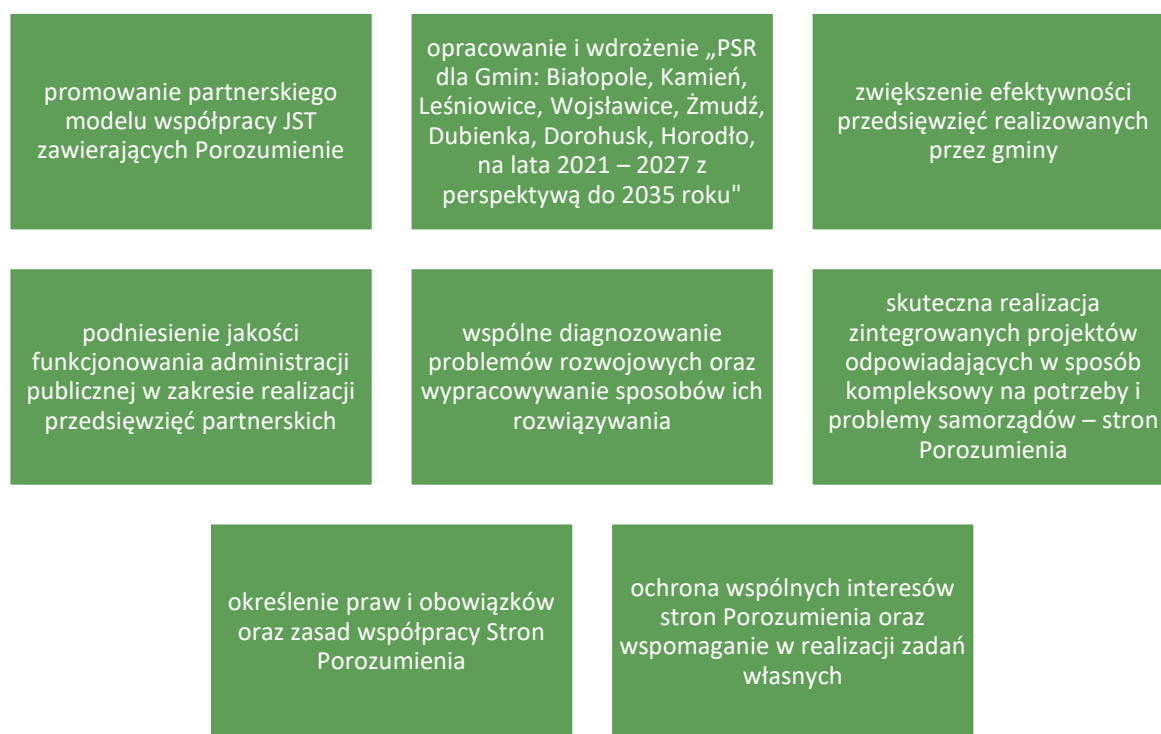 promowanie partnerskiego
modelu współpracy JST
zawierających Porozumienie
opracowanie i wdrożenie „PSR
dla Gmin: Białopole, Kamień,
Leśniowice, Wojsławice, Żmudź,
Dubienka, Dorohusk, Horodło,
na lata 2021 – 2027 z
perspektywą do 2035 roku"
zwiększenie efektywności
przedsięwzięć realizowanych
przez gminy
podniesienie jakości
funkcjonowania administracji
publicznej w zakresie realizacji
przedsięwzięć partnerskich
wspólne diagnozowanie
problemów rozwojowych oraz
wypracowywanie sposobów ich
rozwiązywania
skuteczna realizacja
zintegrowanych projektów
odpowiadających w sposób
kompleksowy na potrzeby i
problemy samorządów – stron
Porozumienia
określenie praw i obowiązków
oraz zasad współpracy Stron
Porozumienia
ochrona wspólnych interesów
stron Porozumienia oraz
wspomaganie w realizacji zadań
własnych